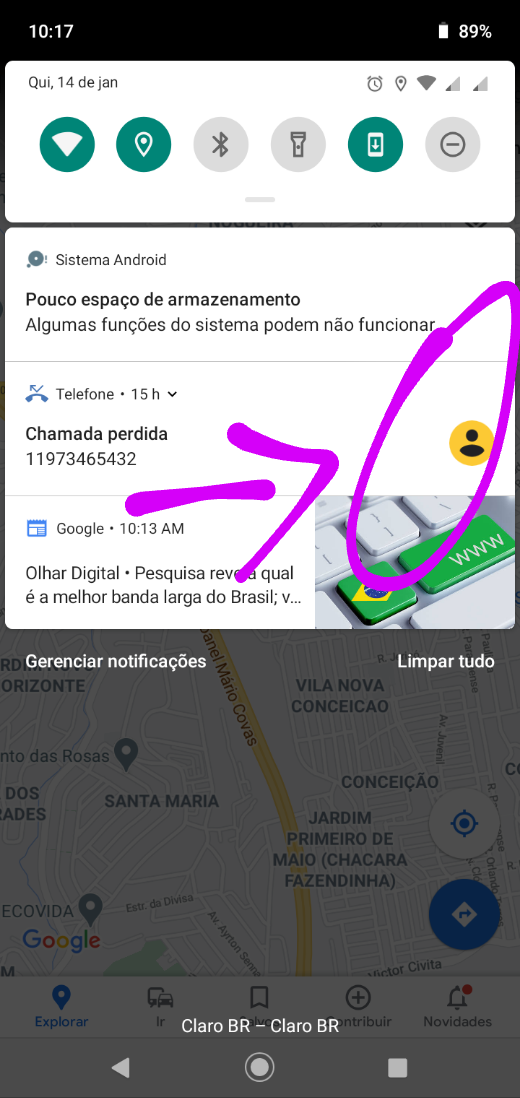 10:17
89%
Qui, 14 de jan
Sistema Android
Pouco espaço de armazenamento
Algumas funções do sistema podem não funcionar
Telefone • 15 h
Chamada perdida
11973465432
Google • 10:13 AM
Olhar Digital • Pesquisa revela qual
é a melhor banda larga do Brasil; v...
WWW
Gerenciar notificações
Limpar tudo
ORIZONTE
VILA NOVA
CONCEICAO
Mário Covas
nto das Rosas
DOS
SANTA MARIA
CONCEIÇÃO
Av. Juvenil
JARDIM
PRIMEIRO DE
MAIO (CHACARA
FAZENDINHA)
ECOVIDA
Estr. da Divisa
Av. Ayrton Senna
Google
Victor Civita
Explorar
Ir
Contribuir
Novidades
Claro BR – Claro BR